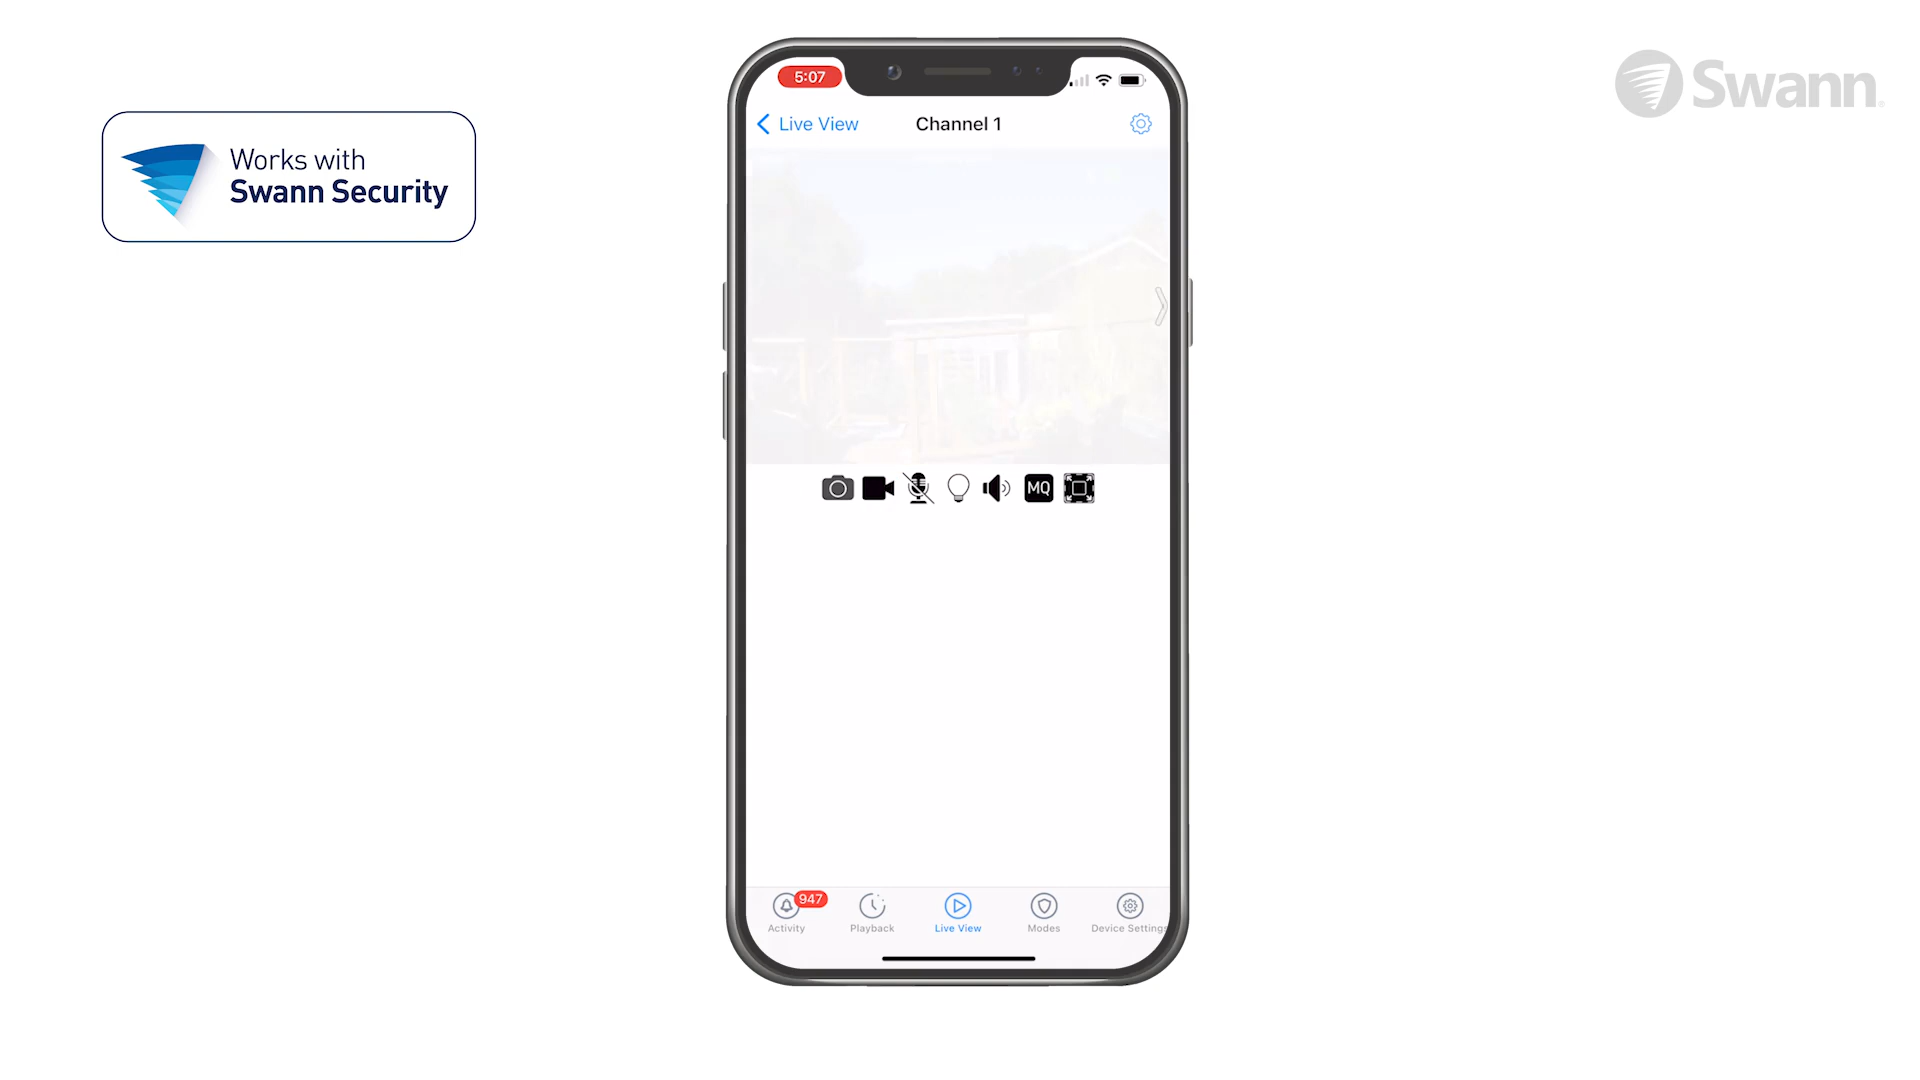 Works with
Swann Security
Swann
5:07
Live View
Channel 1
MQ
947
Activity
Playback
Live View
Modes
Device Settings